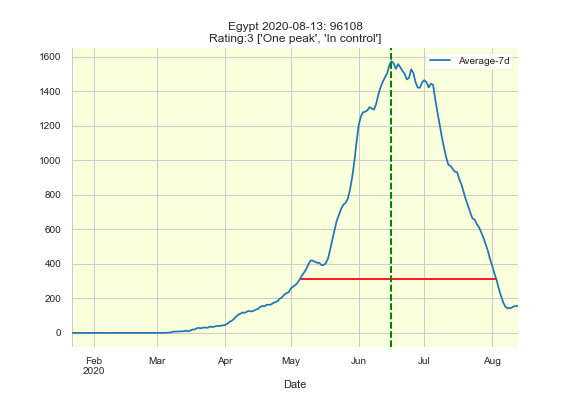 Egypt 2020-08-13: 96108
Rating:3 ['One peak', 'In control']
Average-7d
1600
1400
1200
1000
800
600
400
200
0
Feb Mar Apr May Jun Jul Aug
2020
Date